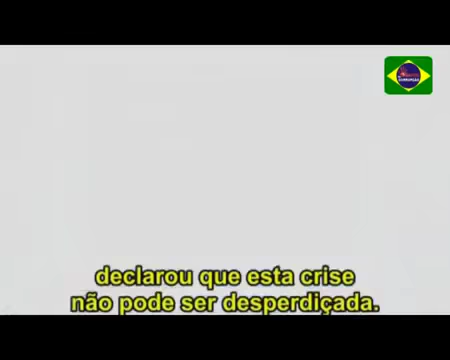 declarou que esta crise
não pode ser desperdiçada.